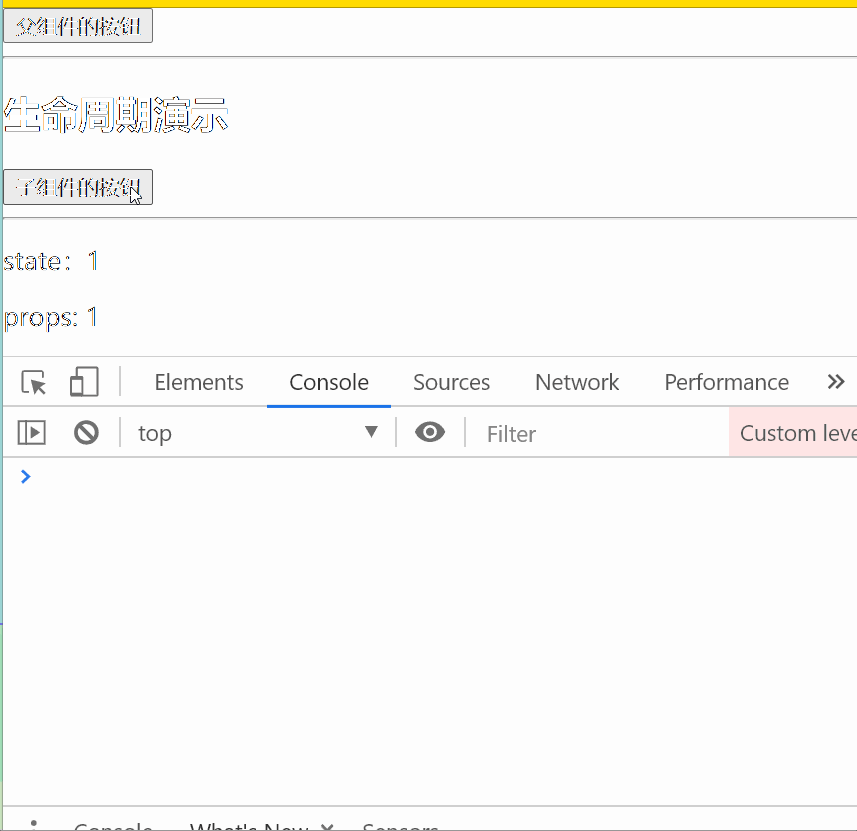 父组件的按钮
生命周期演示
子组件的按钮
state：1
props: 1
Elements Console Sources Network Performance
top Filter Custom leve
Console What's New Sensors